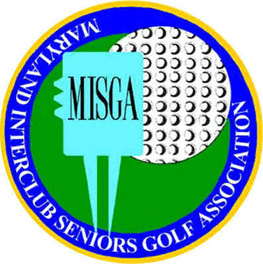 MARYLAND INTERCLUB SENIORS GOLF ASSOCIATION
MISGA